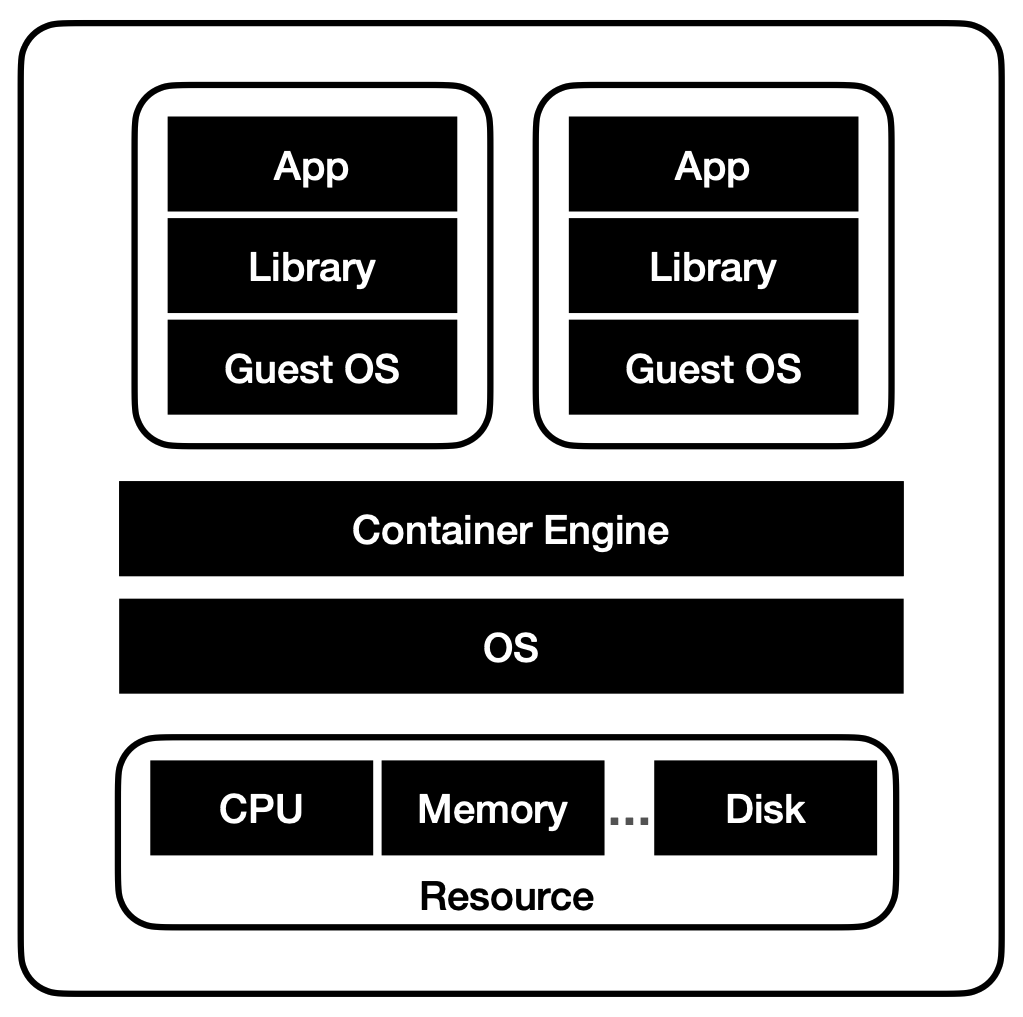 App
Library
Guest OS
App
Library
Guest OS
Container Engine
OS
CPU
Memory
...
Disk
Resource